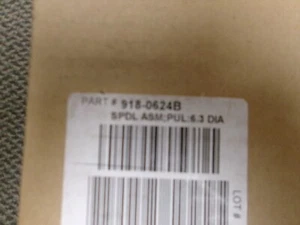 PART # 918-0624B
SPDL ASM;PUL:6.3 DIA
LOT #